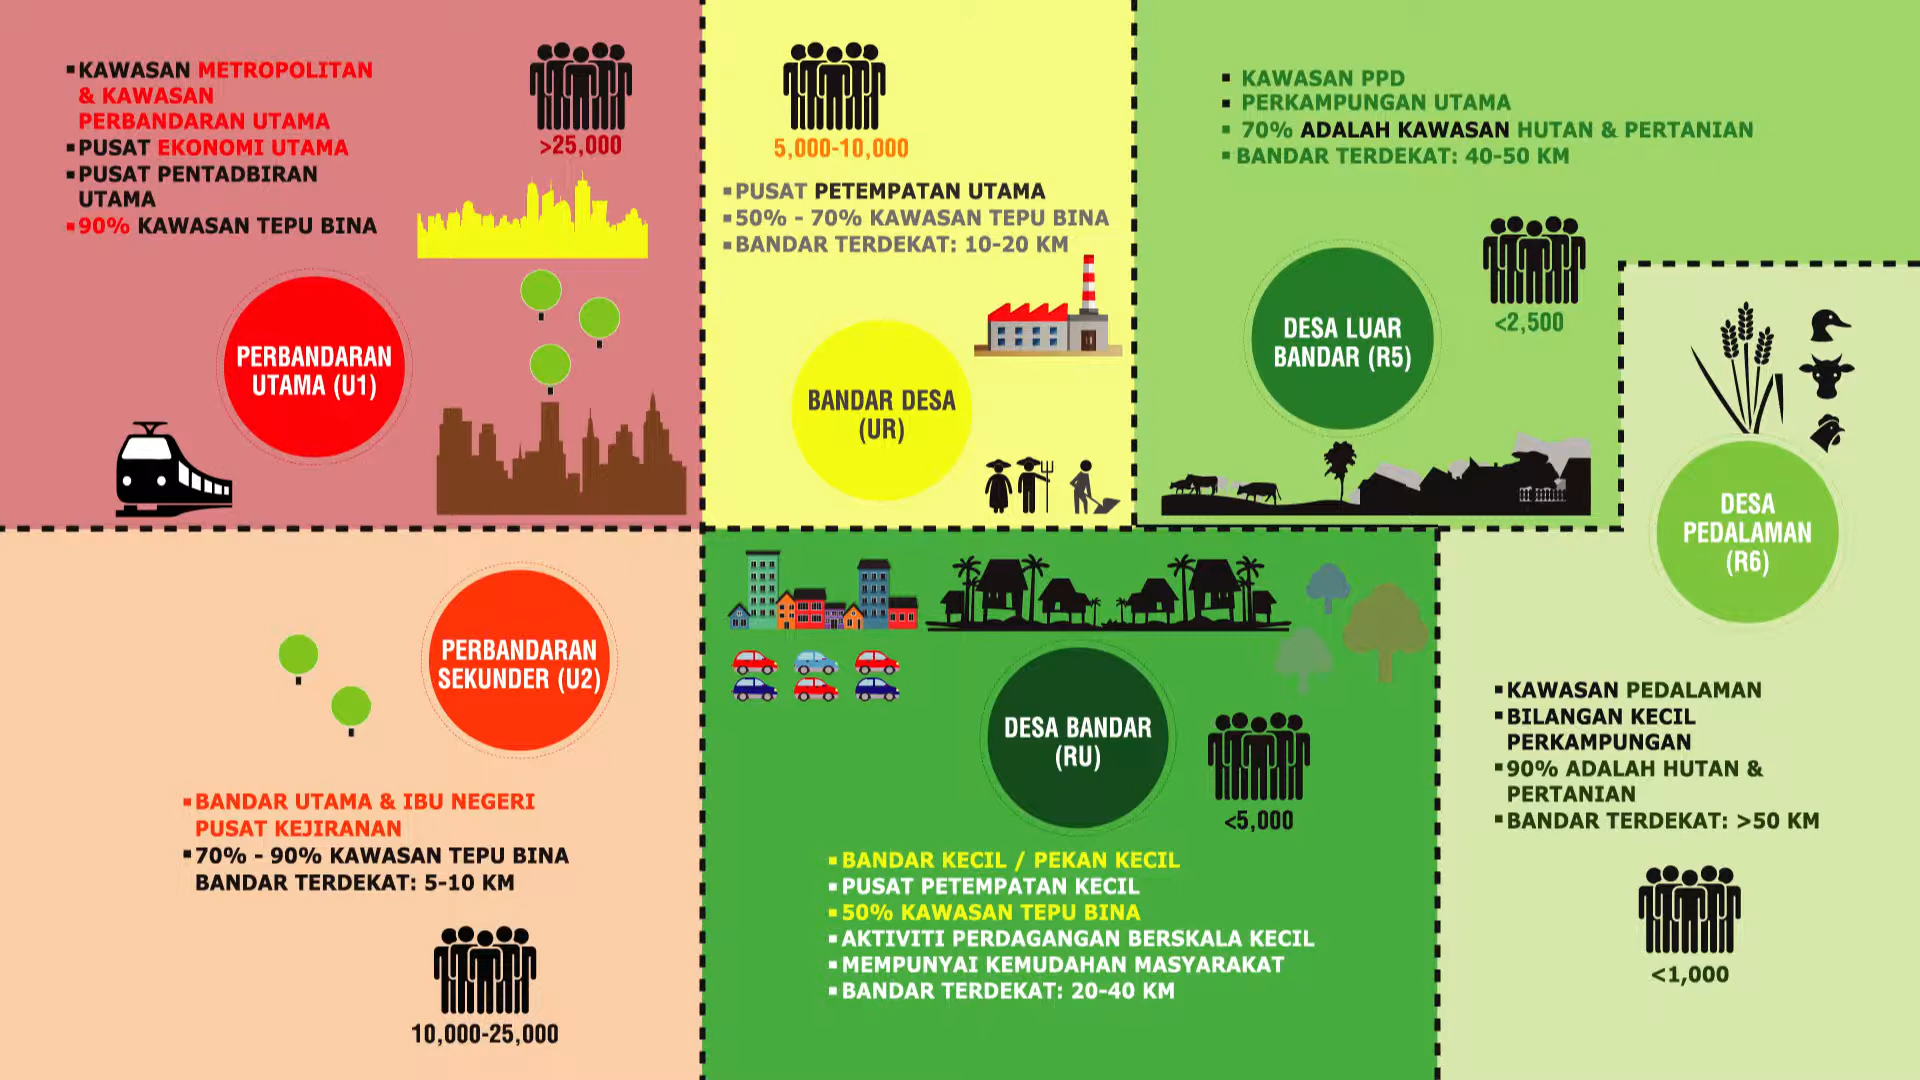 ▪KAWASAN METROPOLITAN
& KAWASAN
PERBANDARAN UTAMA
▪PUSAT EKONOMI UTAMA
▪PUSAT PENTADBIRAN
UTAMA
▪90% KAWASAN TEPU BINA
>25,000
PERBANDARAN
UTAMA (U1)
5,000-10,000
▪PUSAT PETEMPATAN UTAMA
▪50% - 70% KAWASAN TEPU BINA
▪BANDAR TERDEKAT: 10-20 KM
BANDAR DESA
(UR)
▪ KAWASAN PPD
▪ PERKAMPUNGAN UTAMA
▪ 70% ADALAH KAWASAN HUTAN & PERTANIAN
▪ BANDAR TERDEKAT: 40-50 KM
<2,500
DESA LUAR
BANDAR (R5)
PERBANDARAN
SEKUNDER (U2)
▪BANDAR UTAMA & IBU NEGERI
PUSAT KEJIRANAN
▪70% - 90% KAWASAN TEPU BINA
BANDAR TERDEKAT: 5-10 KM
10,000-25,000
DESA BANDAR
(RU)
<5,000
▪BANDAR KECIL / PEKAN KECIL
▪PUSAT PETEMPATAN KECIL
▪50% KAWASAN TEPU BINA
▪AKTIVITI PERDAGANGAN BERSKALA KECIL
▪MEMPUNYAI KEMUDAHAN MASYARAKAT
▪BANDAR TERDEKAT: 20-40 KM
DESA
PEDALAMAN
(R6)
▪KAWASAN PEDALAMAN
▪BILANGAN KECIL
PERKAMPUNGAN
▪90% ADALAH HUTAN &
PERTANIAN
▪BANDAR TERDEKAT: >50 KM
<1,000